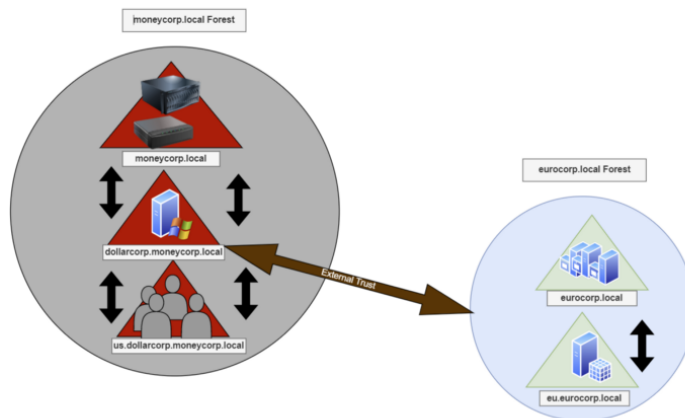 moneycorp.local Forest
moneycorp.local
dollarcorp.moneycorp.local
us.dollarcorp.moneycorp.local
External Trust
eurocorp.local Forest
eurocorp.local
eu.eurocorp.local